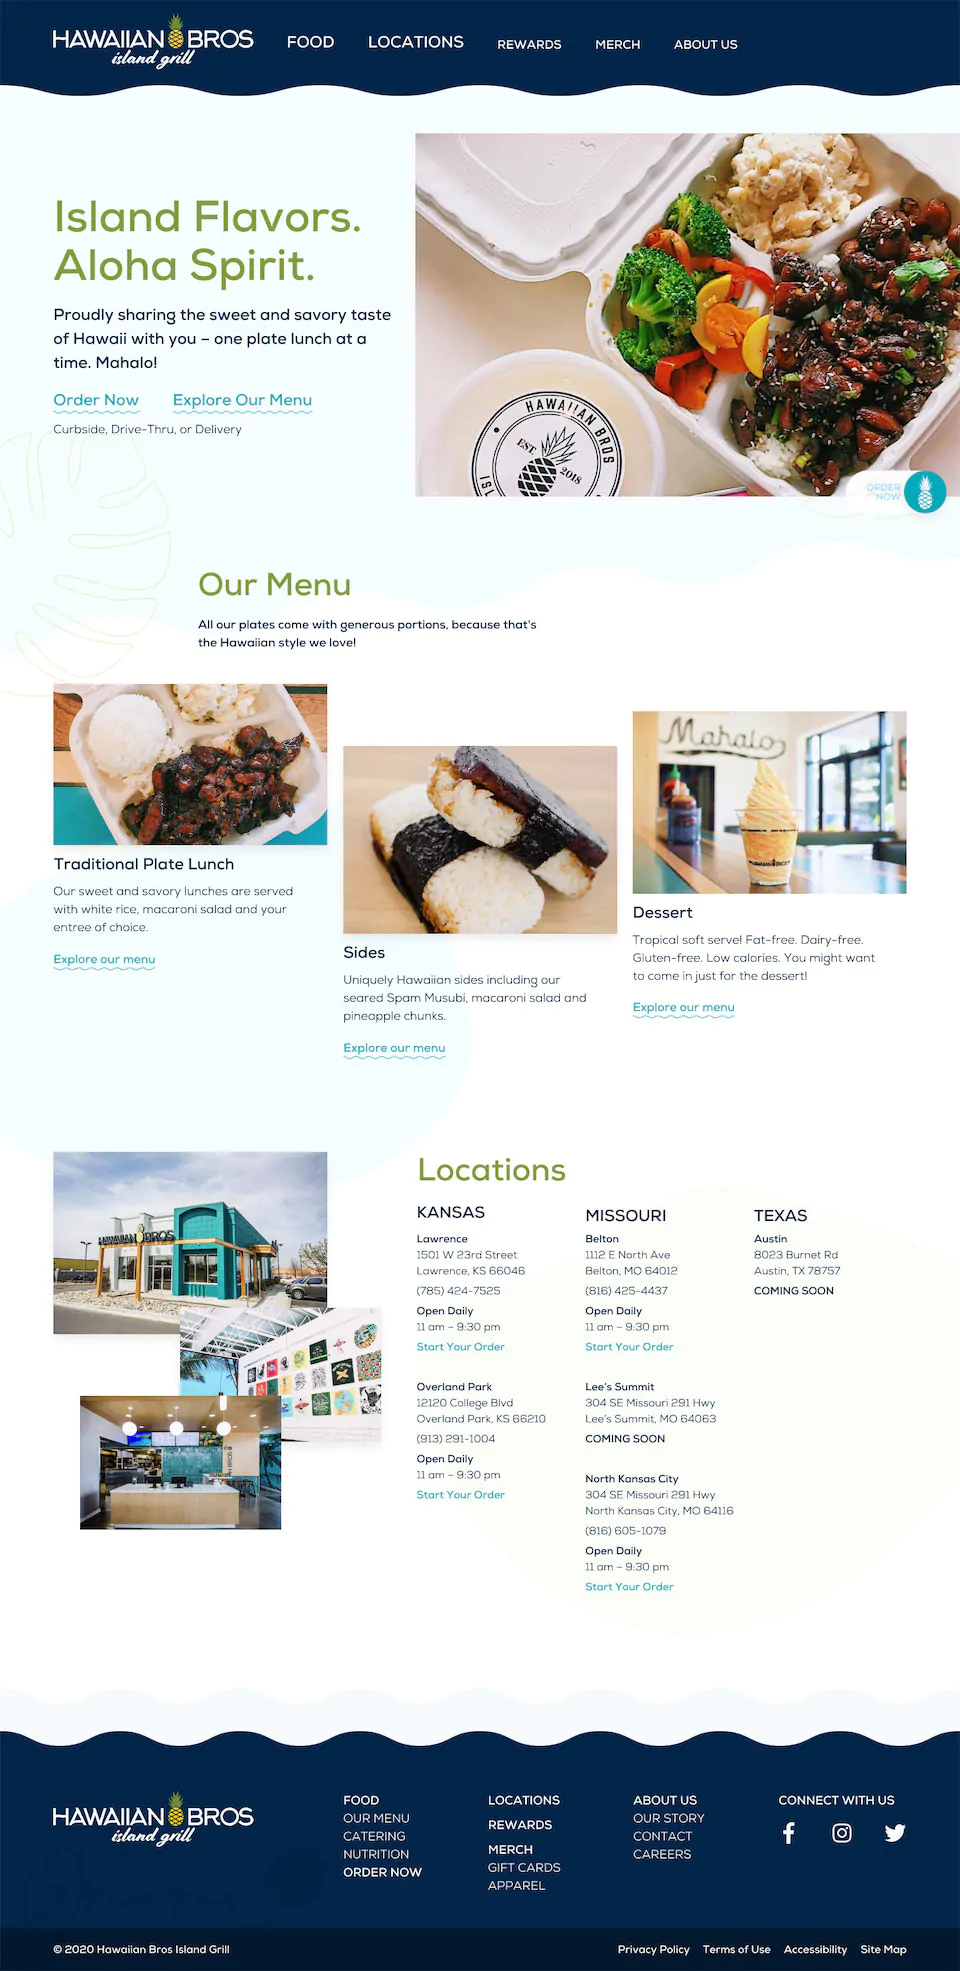 HAWAIIAN BROS
island grill
FOOD
LOCATIONS
REWARDS
MERCH
ABOUT US
Island Flavors.
Aloha Spirit.
Proudly sharing the sweet and savory taste
of Hawaii with you – one plate lunch at a
time. Mahalo!
Order Now
Explore Our Menu
Curbside, Drive-Thru, or Delivery
HAWAIIAN BROS
EST.
2018
ORDER
NOW
Our Menu
All our plates come with generous portions, because that's
the Hawaiian style we love!
Traditional Plate Lunch
Our sweet and savory lunches are served
with white rice, macaroni salad and your
entree of choice.
Explore our menu
Sides
Uniquely Hawaiian sides including our
seared Spam Musubi, macaroni salad and
pineapple chunks.
Explore our menu
Mahalo
HAWAIIAN BROS
Dessert
Tropical soft serve! Fat-free. Dairy-free.
Gluten-free. Low calories. You might want
to come in just for the dessert!
Explore our menu
HAWAIIAN BROS
Locations
KANSAS
Lawrence
1501 W 23rd Street
Lawrence, KS 66046
(785) 424-7525
Open Daily
11 am – 9:30 pm
Start Your Order
Overland Park
12120 College Blvd
Overland Park, KS 66210
(913) 291-1004
Open Daily
11 am – 9:30 pm
Start Your Order
MISSOURI
Belton
1112 E North Ave
Belton, MO 64012
(816) 425-4437
Open Daily
11 am – 9:30 pm
Start Your Order
Lee's Summit
304 SE Missouri 291 Hwy
Lee's Summit, MO 64063
COMING SOON
North Kansas City
304 SE Missouri 291 Hwy
North Kansas City, MO 64116
(816) 605-1079
Open Daily
11 am – 9:30 pm
Start Your Order
TEXAS
Austin
8023 Burnet Rd
Austin, TX 78757
COMING SOON
HAWAIIAN BROS
island grill
FOOD
OUR MENU
CATERING
NUTRITION
ORDER NOW
LOCATIONS
REWARDS
MERCH
GIFT CARDS
APPAREL
ABOUT US
OUR STORY
CONTACT
CAREERS
CONNECT WITH US
© 2020 Hawaiian Bros Island Grill
Privacy Policy
Terms of Use
Accessibility
Site Map